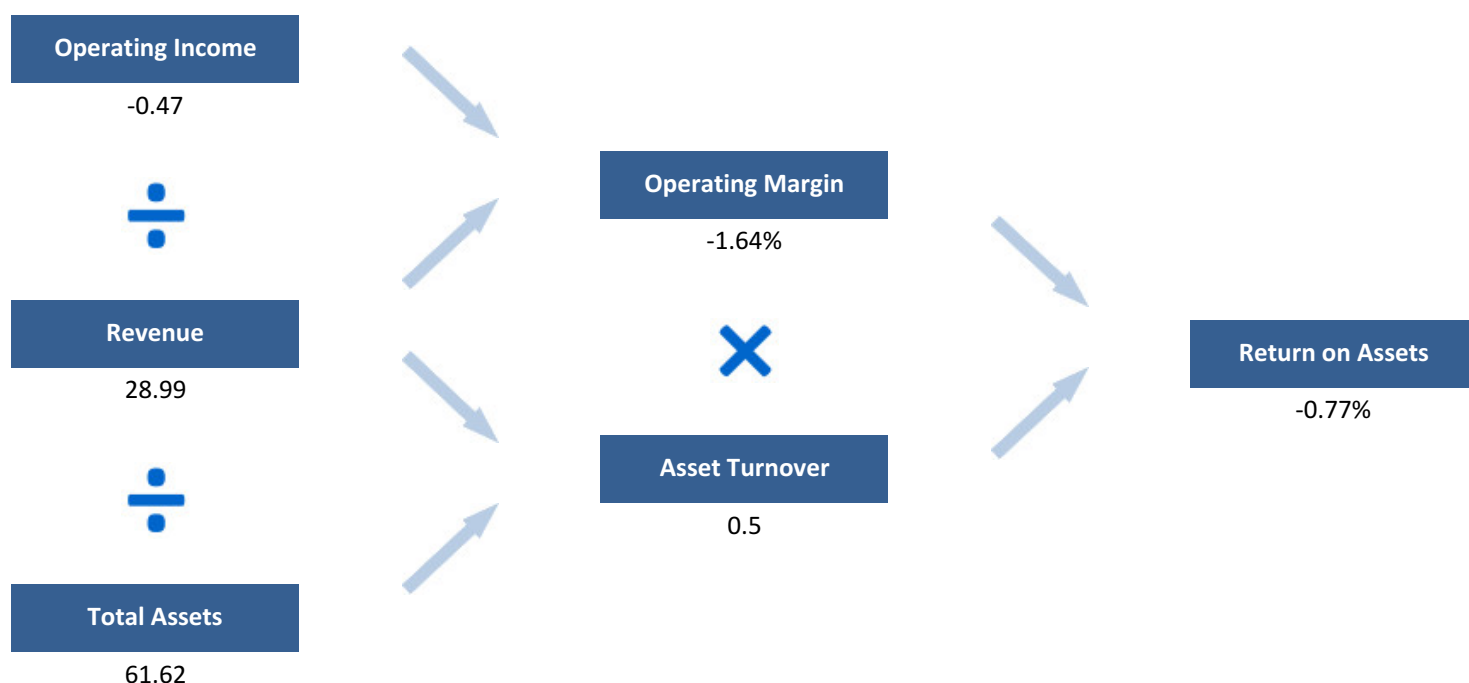 Operating Income
-0.47
Operating Margin
-1.64%
Revenue
28.99
Return on Assets
-0.77%
Asset Turnover
0.5
Total Assets
61.62